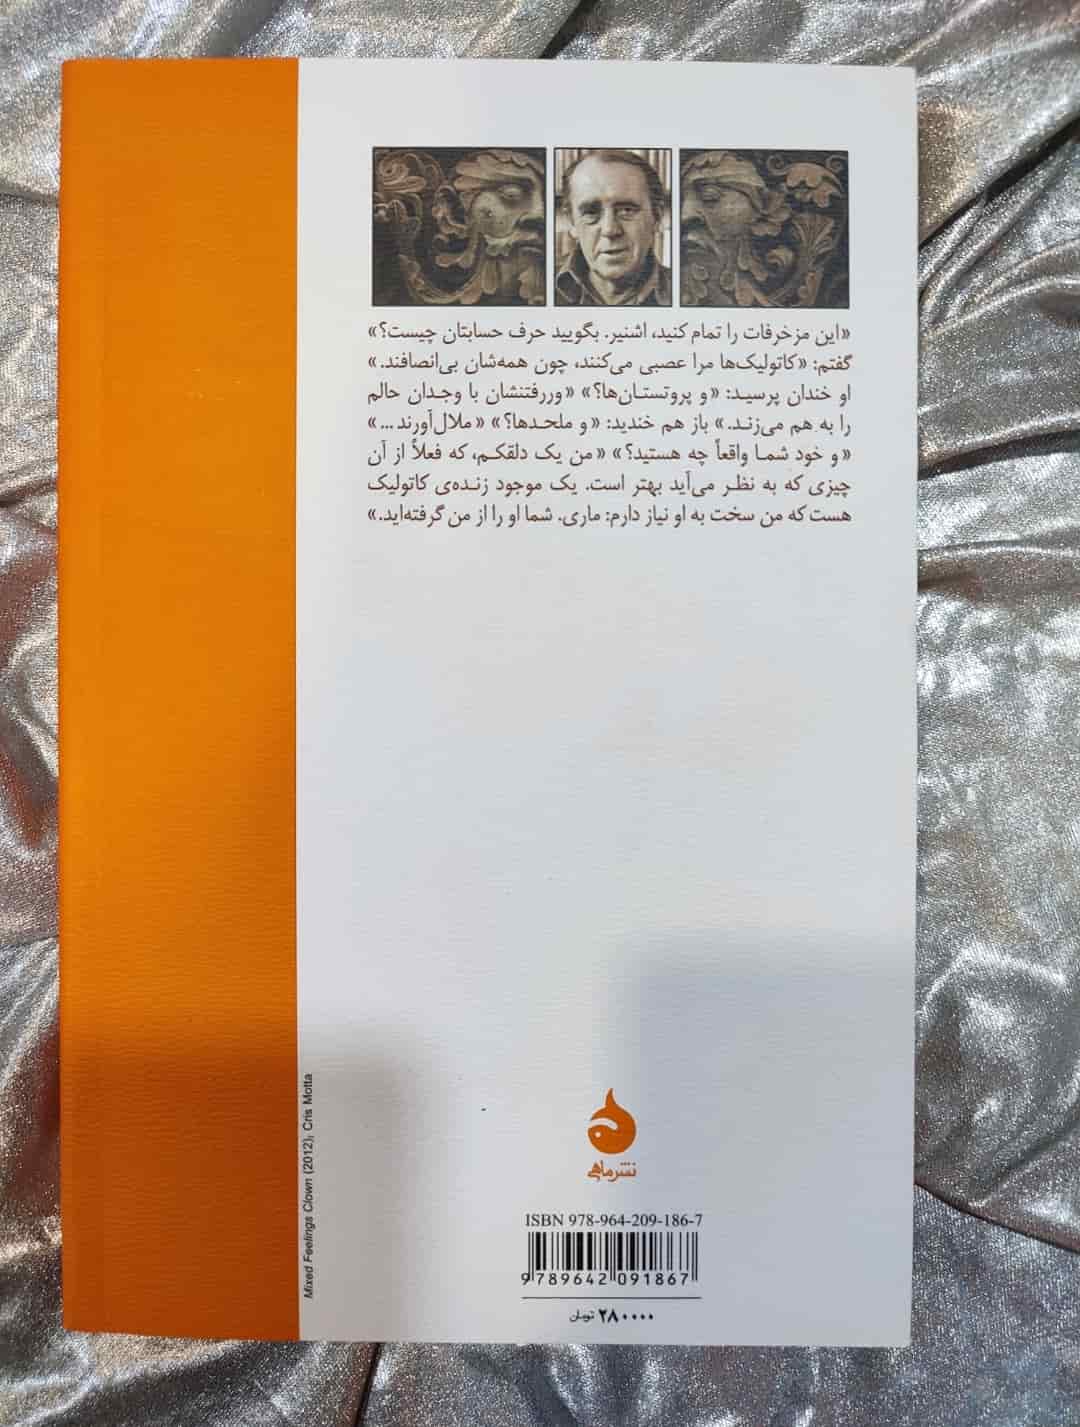 «این مزخرفات را تمام کنید، اشنیر. بگویید حرف حسابتان چیست؟»
گفتم: «کاتولیک‌ها مرا عصبی می‌کنند، چون همه‌شان بی‌انصافند.»
او خندان پرسید: «و پروتستان‌ها؟» «وررفتنشان با وجدان حالم
را به هم می‌زند.» باز هم خندید: «و ملحدها؟» «ملال‌آورند ...»
«و خود شما واقعاً چه هستید؟» «من یک دلقکم، که فعلاً از آن
چیزی که به نظر می‌آید بهتر است. یک موجود زنده‌ی کاتولیک
هست که من سخت به او نیاز دارم: ماری. شما او را از من گرفته‌اید.»
Mixed Feelings Clown (2012), Cris Motta
نشر ماهی
ISBN 978-964-209-186-7
9 789642 091867
۲۸۰۰۰۰ تومان